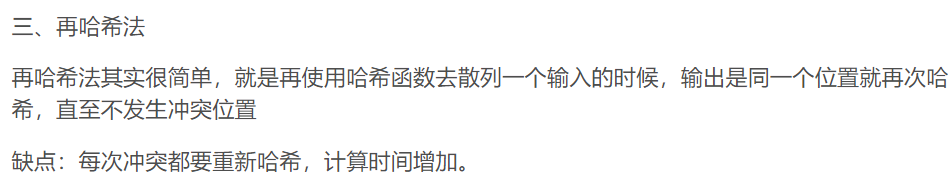 三、再哈希法
再哈希法其实很简单，就是再使用哈希函数去散列一个输入的时候，输出是同一个位置就再次哈
希，直至不发生冲突位置
缺点：每次冲突都要重新哈希，计算时间增加。